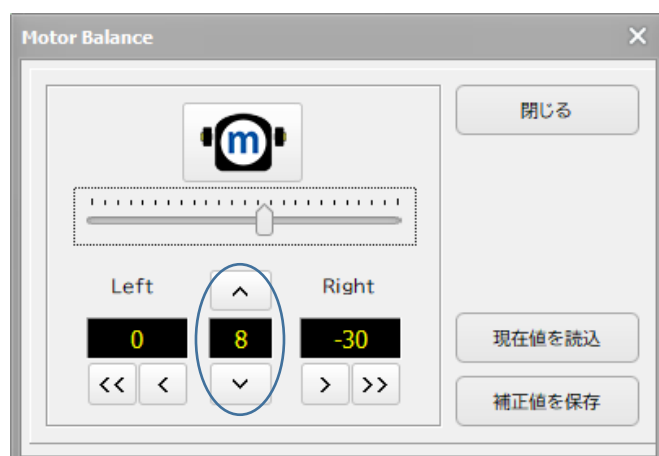 Motor Balance
閉じる
m
Left
Right
0
8
-30
<< <
> >>
現在値を読込
補正値を保存